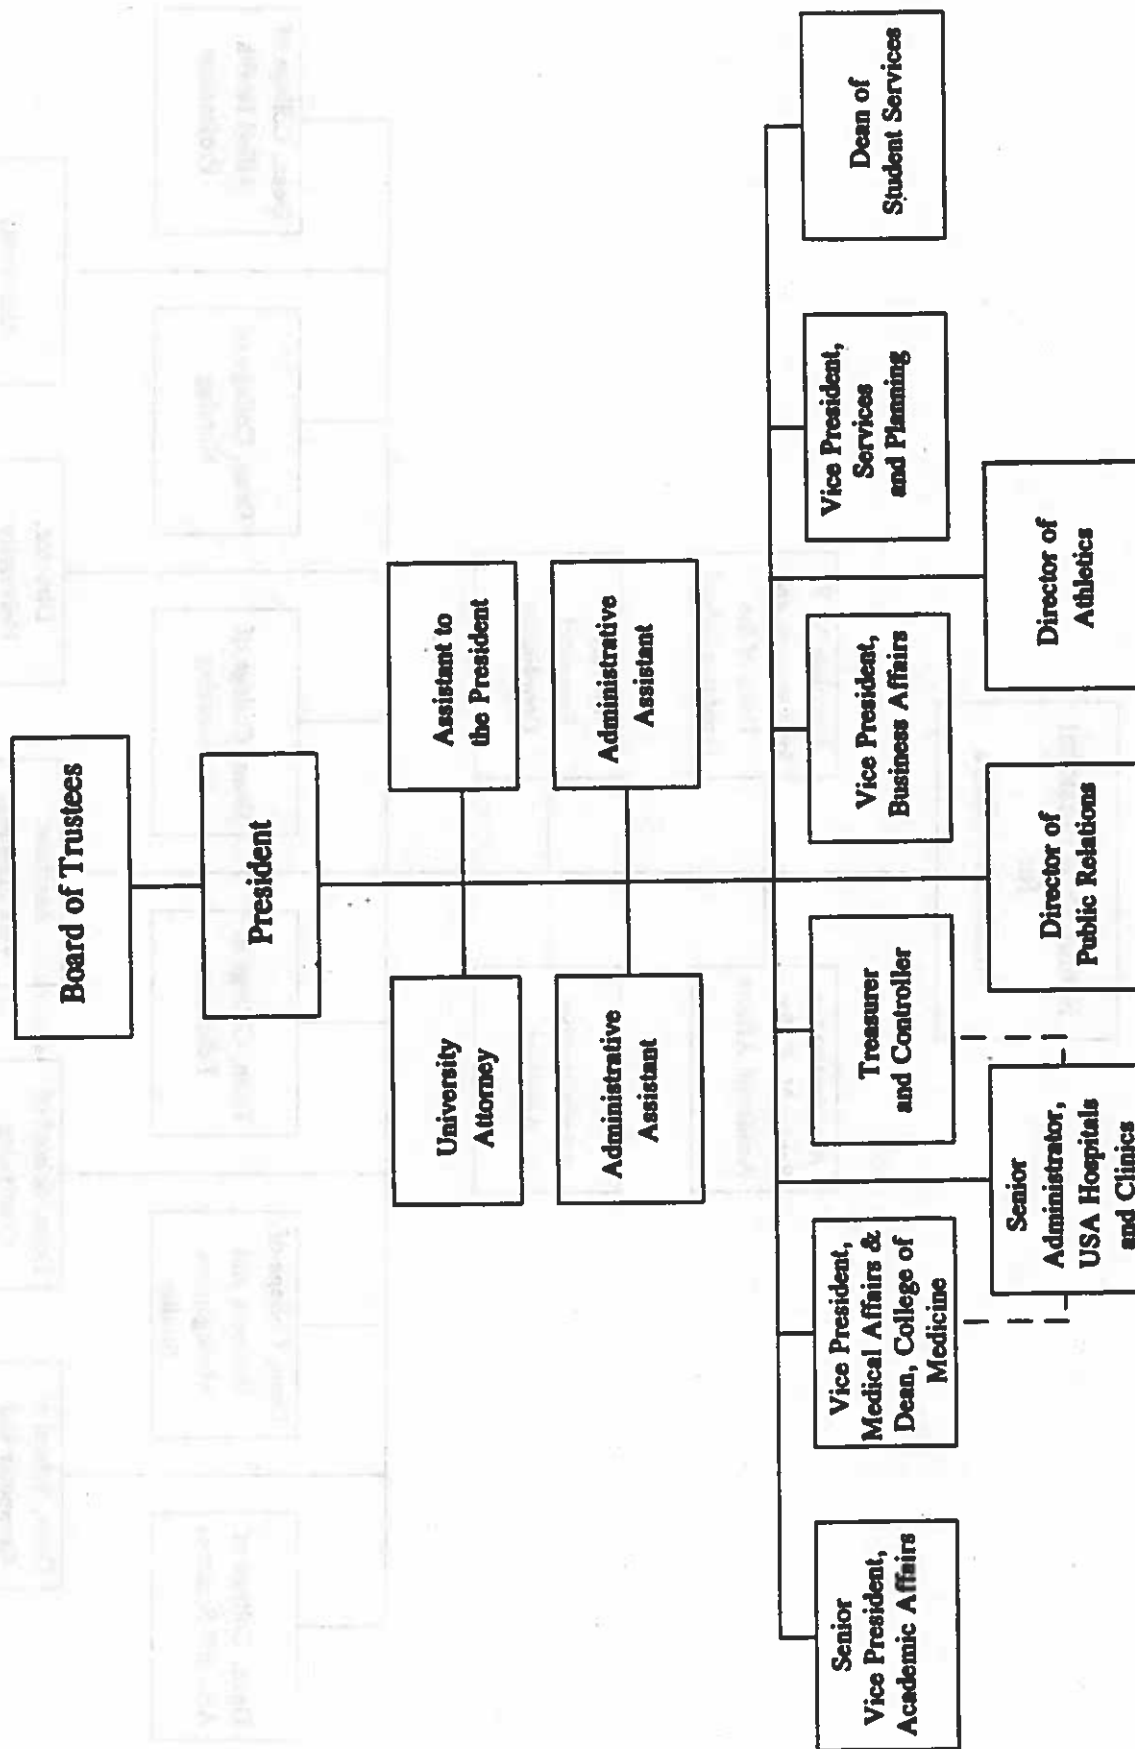 Board of Trustees
President
University
Attorney
Assistant to
the President
Administrative
Assistant
Administrative
Assistant
Senior
Vice President,
Academic Affairs
Vice President,
Medical Affairs &
Dean, College of
Medicine
Treasurer
and Controller
Vice President,
Business Affairs
Vice President,
Services
and Planning
Dean of
Student Services
Senior
Administrator,
USA Hospitals
and Clinics
Director of
Public Relations
Director of
Athletics